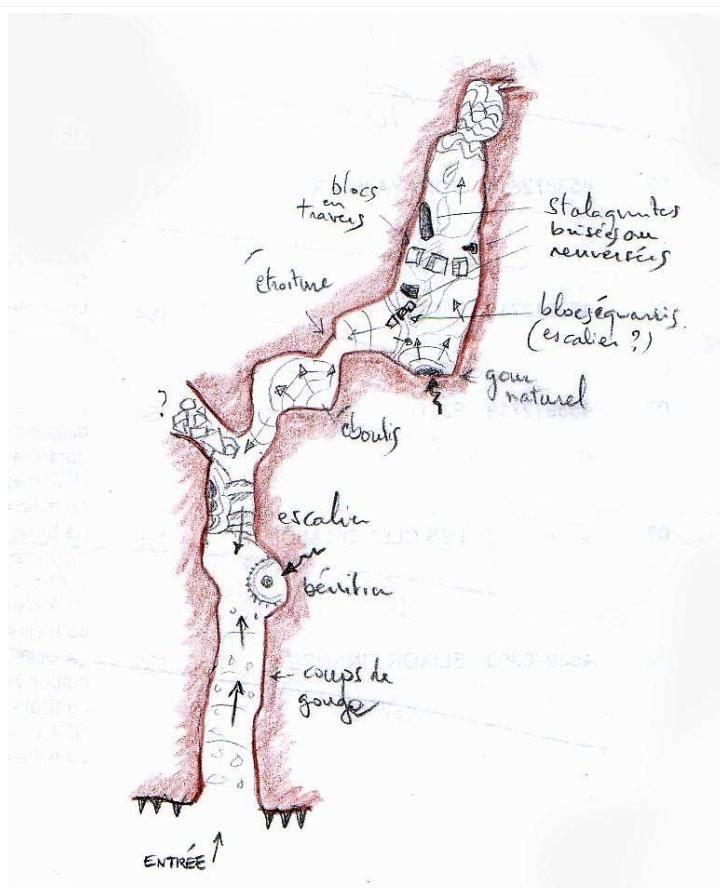 blocs
en
travers
Stalagmites
brisées ou
renversées
étroiture
blocs équarris
(escalier ?)
gour
naturel
?
éboulis
escalier
bénitier
coups de
gouge
ENTRÉE